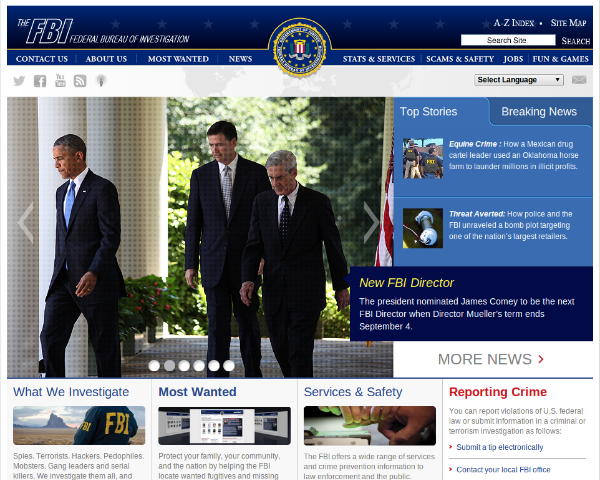 THE FBI FEDERAL BUREAU OF INVESTIGATION
A-Z INDEX • SITE MAP
Search Site SEARCH
CONTACT US ABOUT US MOST WANTED NEWS STATS & SERVICES SCAMS & SAFETY JOBS FUN & GAMES
Select Language
Top Stories Breaking News
Equine Crime : How a Mexican drug
cartel leader used an Oklahoma horse
farm to launder millions in illicit profits.
Threat Averted: How police and the
FBI unraveled a bomb plot targeting
one of the nation's largest retailers.
New FBI Director
The president nominated James Comey to be the next
FBI Director when Director Mueller's term ends
September 4.
MORE NEWS
What We Investigate
FBI
Spies. Terrorists. Hackers. Pedophiles.
Mobsters. Gang leaders and serial
killers. We investigate them all, and
Most Wanted
Protect your family, your community,
and the nation by helping the FBI
locate wanted fugitives and missing
Services & Safety
The FBI offers a wide range of services
and crime prevention information to
law enforcement and the public.
Reporting Crime
You can report violations of U.S. federal
law or submit information in a criminal or
terrorism investigation as follows:
Submit a tip electronically
Contact your local FBI office